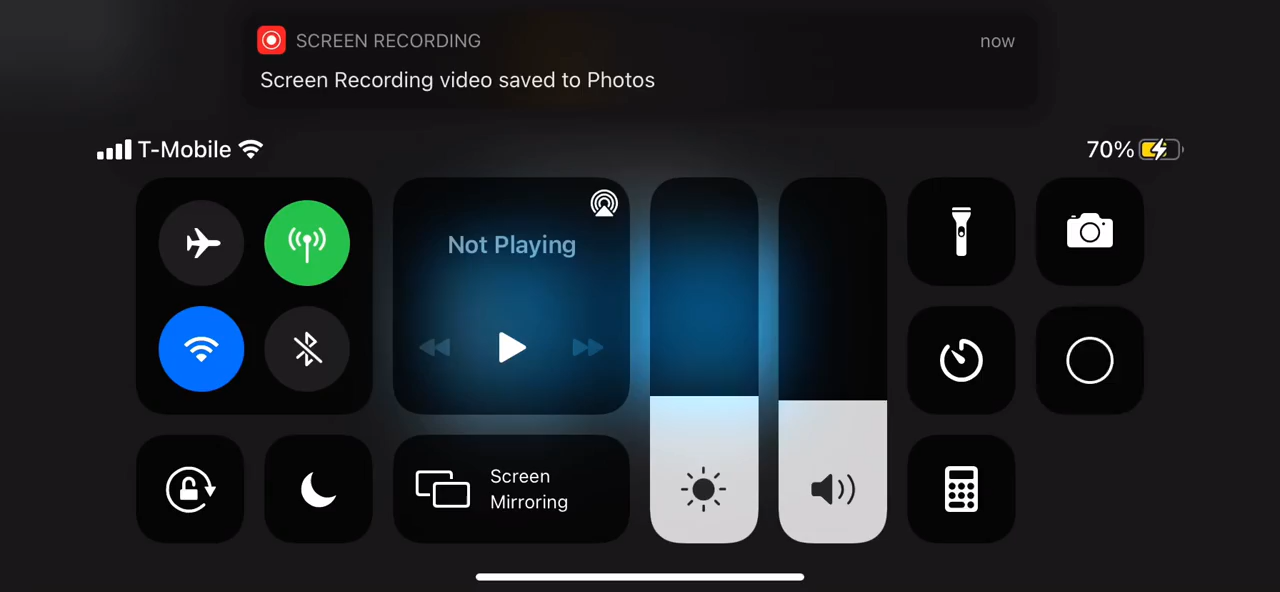 SCREEN RECORDING
now
Screen Recording video saved to Photos
T-Mobile
70%
Not Playing
Screen
Mirroring